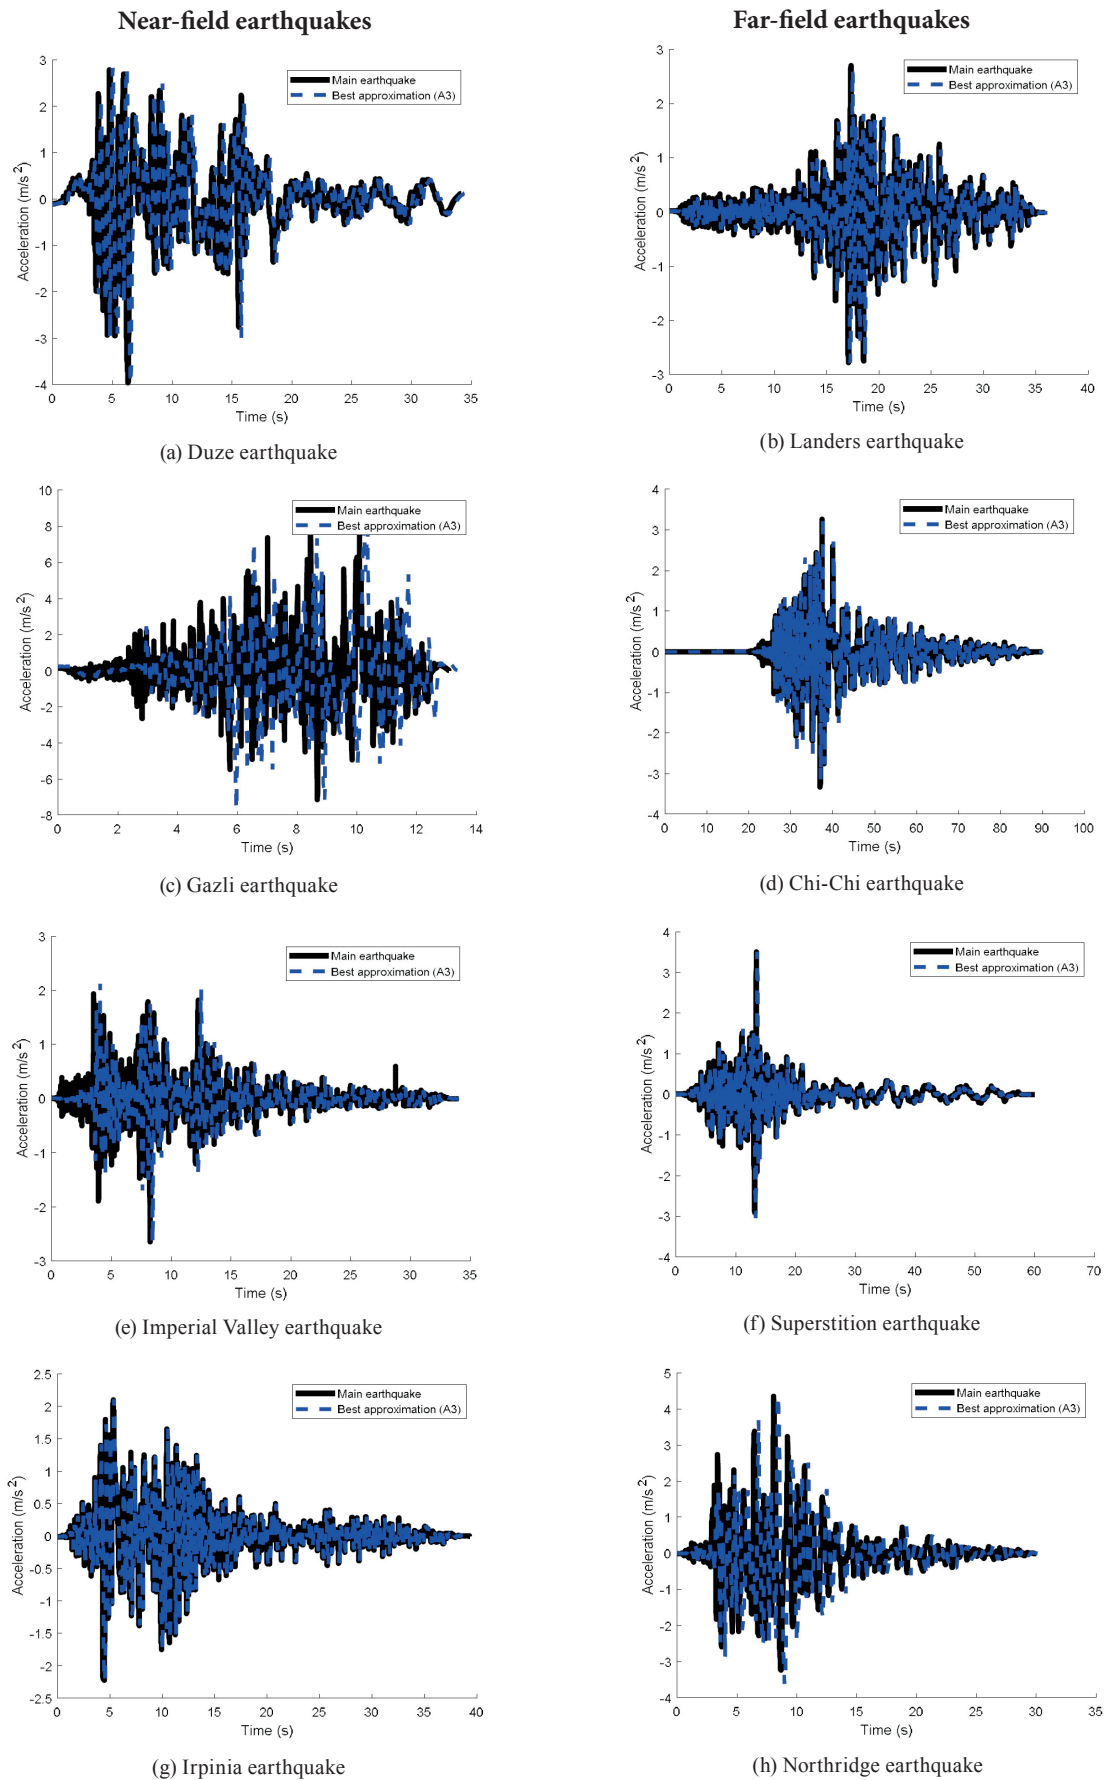 Near-field earthquakes
Far-field earthquakes
3
2
1
0
-1
-2
-3
-4
Acceleration (m/s 2)
Main earthquake
Best approximation (A3)
0 5 10 15 20 25 30 35
Time (s)
(a) Duze earthquake
3
2
1
0
-1
-2
-3
Acceleration (m/s 2)
Main earthquake
Best approximation (A3)
0 5 10 15 20 25 30 35 40
Time (s)
(b) Landers earthquake
10
8
6
4
2
0
-2
-4
-6
-8
Acceleration (m/s 2)
Main earthquake
Best approximation (A3)
0 2 4 6 8 10 12 14
Time (s)
(c) Gazli earthquake
4
3
2
1
0
-1
-2
-3
-4
Acceleration (m/s 2)
Main earthquake
Best approximation (A3)
0 10 20 30 40 50 60 70 80 90 100
Time (s)
(d) Chi-Chi earthquake
3
2
1
0
-1
-2
-3
Acceleration (m/s 2)
Main earthquake
Best approximation (A3)
0 5 10 15 20 25 30 35
Time (s)
(e) Imperial Valley earthquake
4
3
2
1
0
-1
-2
-3
-4
Acceleration (m/s 2)
Main earthquake
Best approximation (A3)
0 10 20 30 40 50 60 70
Time (s)
(f) Superstition earthquake
2.5
2
1.5
1
0.5
0
-0.5
-1
-1.5
-2
-2.5
Acceleration (m/s 2)
Main earthquake
Best approximation (A3)
0 5 10 15 20 25 30 35 40
Time (s)
(g) Irpinia earthquake
5
4
3
2
1
0
-1
-2
-3
-4
Acceleration (m/s 2)
Main earthquake
Best approximation (A3)
0 5 10 15 20 25 30 35
Time (s)
(h) Northridge earthquake